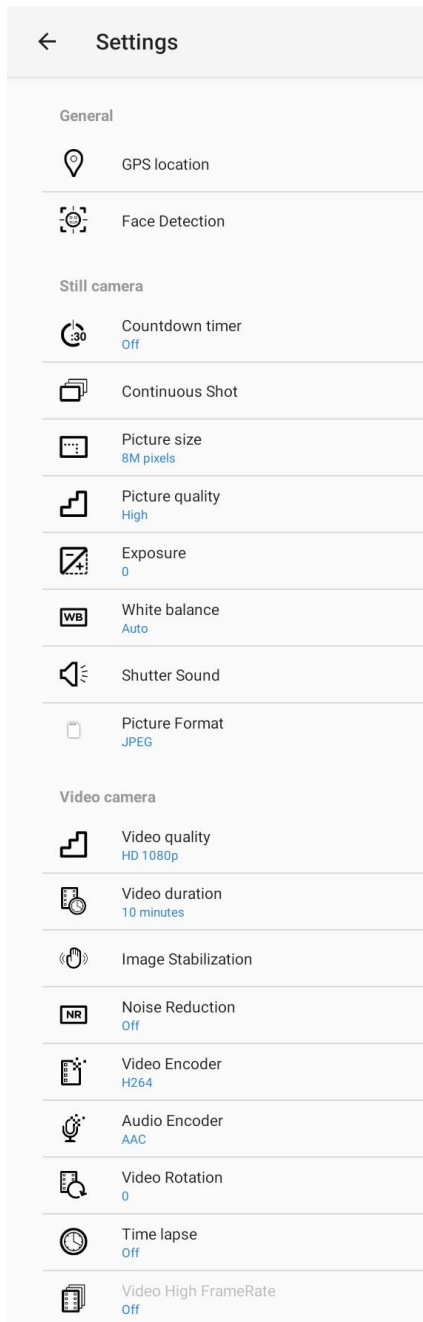 Settings
General
GPS location
Face Detection
Still camera
:30
Countdown timer
Off
Continuous Shot
Picture size
8M pixels
Picture quality
High
Exposure
0
WB
White balance
Auto
Shutter Sound
Picture Format
JPEG
Video camera
Video quality
HD 1080p
Video duration
10 minutes
Image Stabilization
NR
Noise Reduction
Off
Video Encoder
H264
Audio Encoder
AAC
Video Rotation
0
Time lapse
Off
Video High FrameRate
Off